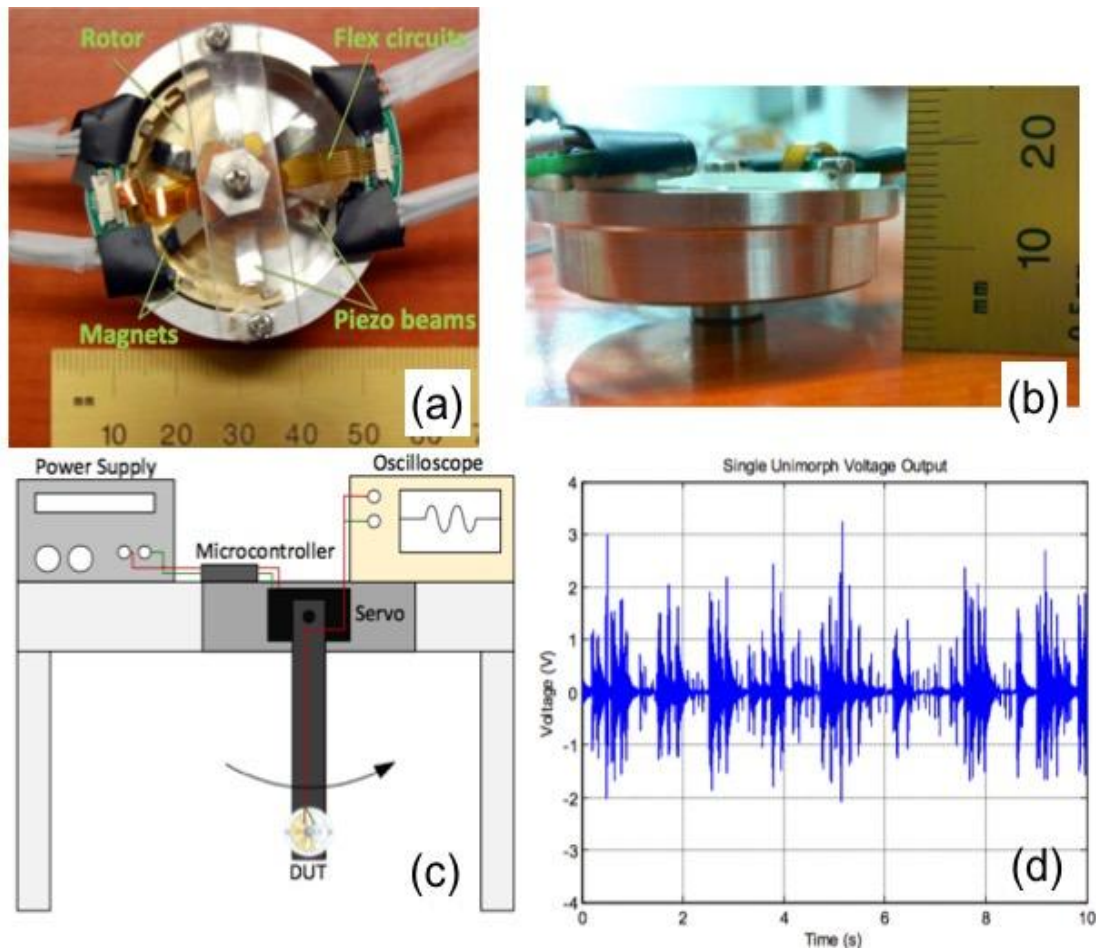 Rotor
Flex circuits
Magnets
Piezo beams
mm
10 20 30 40 50
(a)
20
10
mm
(b)
Power Supply
Oscilloscope
Microcontroller
Servo
DUT
(c)
Single Unimorph Voltage Output
Voltage (V)
4
3
2
1
0
-1
-2
-3
-4
0 2 4 6 8 10
Time (s)
(d)